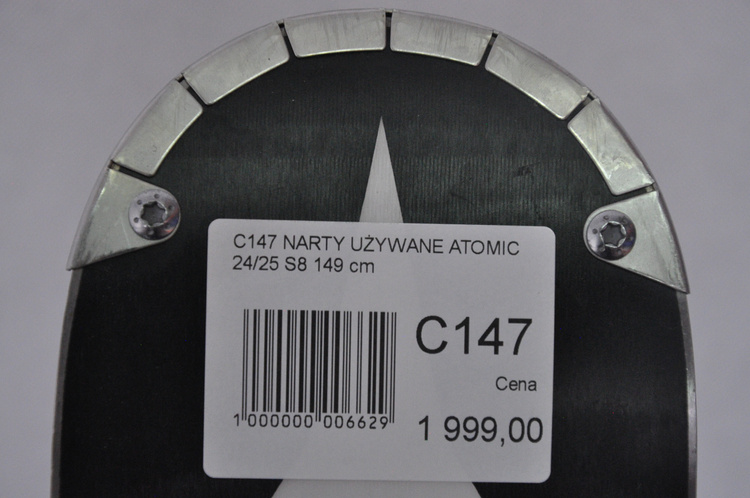 C147 NARTY UŻYWANE ATOMIC
24/25 S8 149 cm
C147
Cena
1 999,00
1 000000 006629